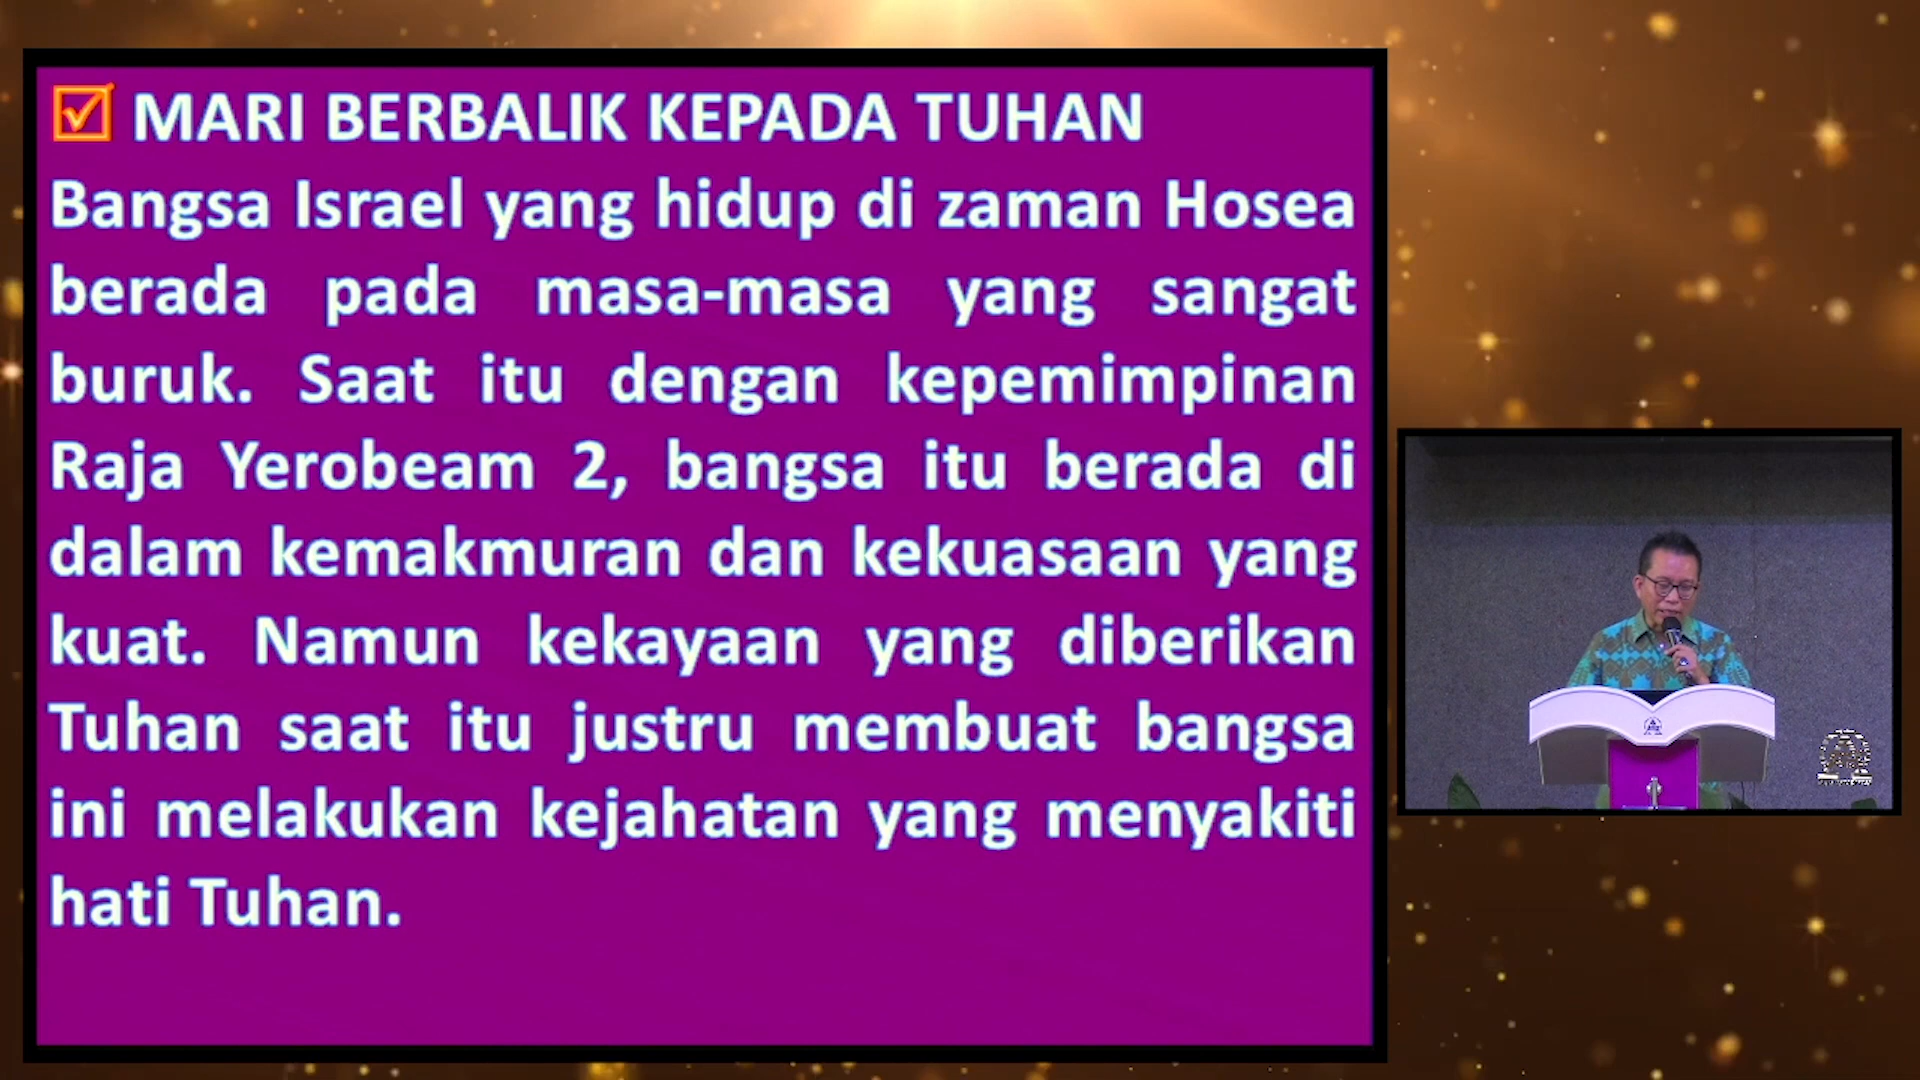 MARI BERBALIK KEPADA TUHAN
Bangsa Israel yang hidup di zaman Hosea
berada pada masa-masa yang sangat
buruk. Saat itu dengan kepemimpinan
Raja Yerobeam 2, bangsa itu berada di
dalam kemakmuran dan kekuasaan yang
kuat. Namun kekayaan yang diberikan
Tuhan saat itu justru membuat bangsa
ini melakukan kejahatan yang menyakiti
hati Tuhan.